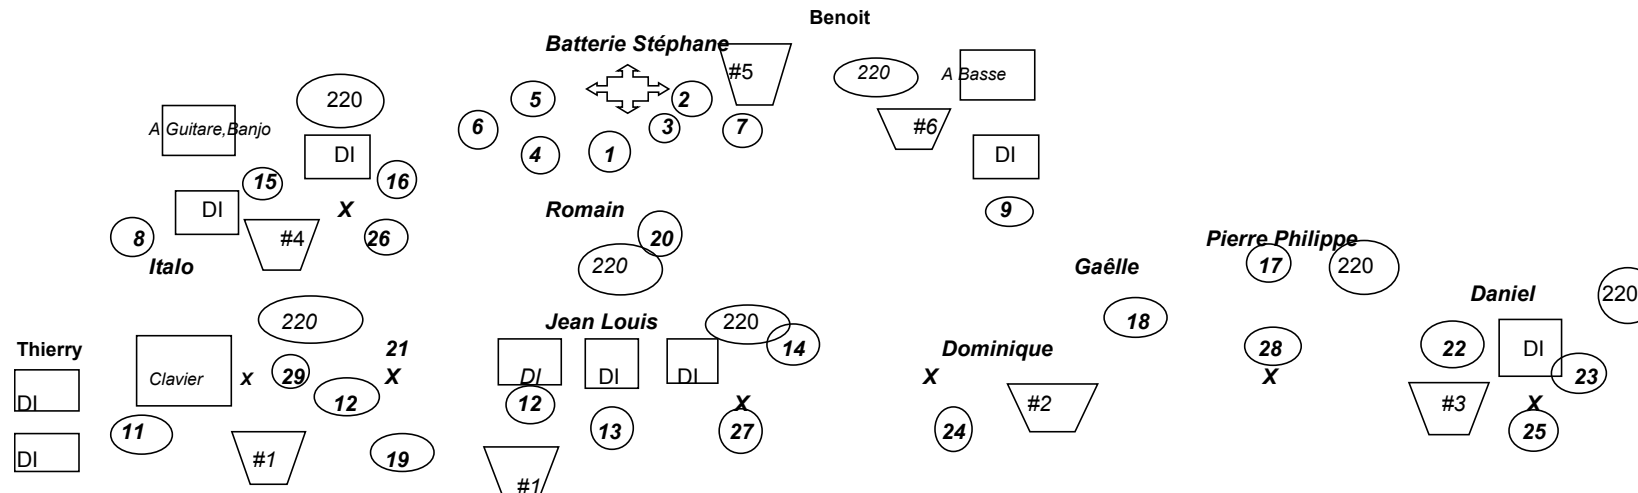 Benoit
Batterie Stéphane
#5
220
A Basse
220
5
2
A Guitare,Banjo
6
3
7
#6
4
1
DI
DI
15
16
DI
X
Romain
9
8
#4
26
20
Pierre Philippe
Italo
220
Gaêlle
17
220
Daniel
220
220
Jean Louis
220
18
Thierry
21
14
Dominique
28
22
DI
Clavier
X
29
X
DI
DI
DI
X
X
23
DI
12
12
X
#2
#3
X
11
13
27
24
25
DI
#1
19
#1